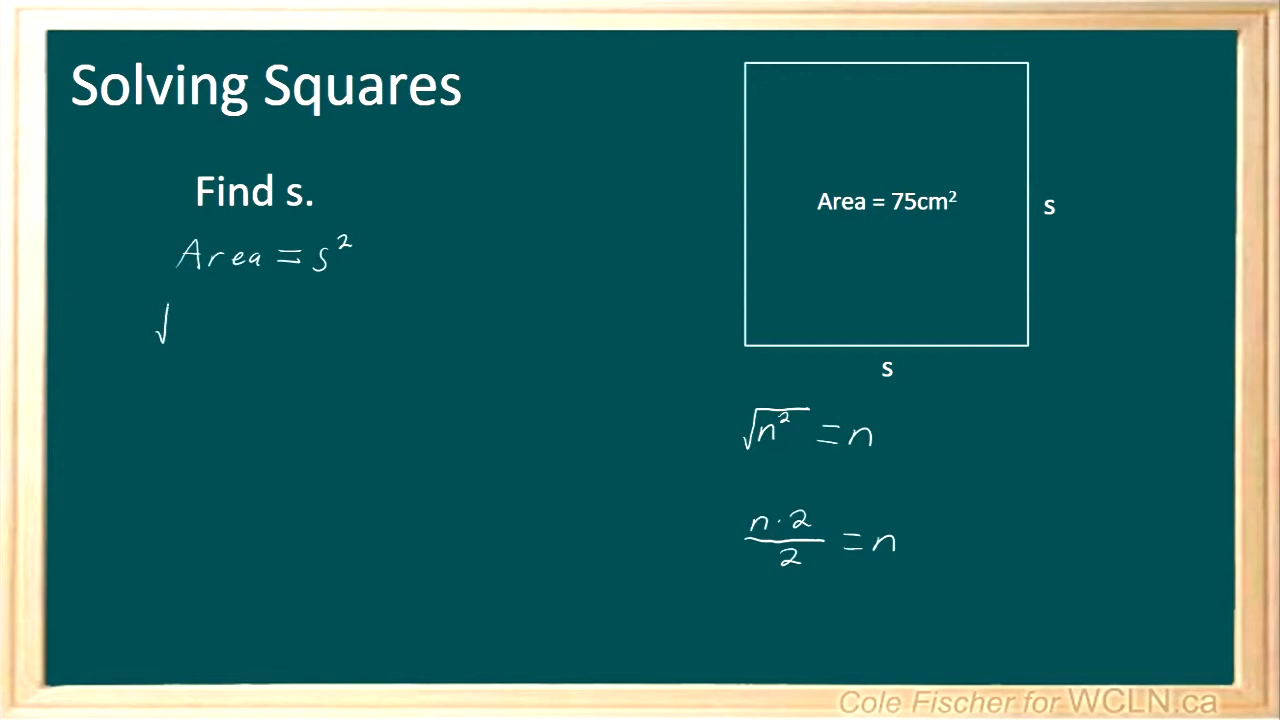 Solving Squares
Find s.
Area = s²
√
Area = 75cm²
s
s
√n² = n
n · 2
2
= n
Cole Fischer for WCLN.ca